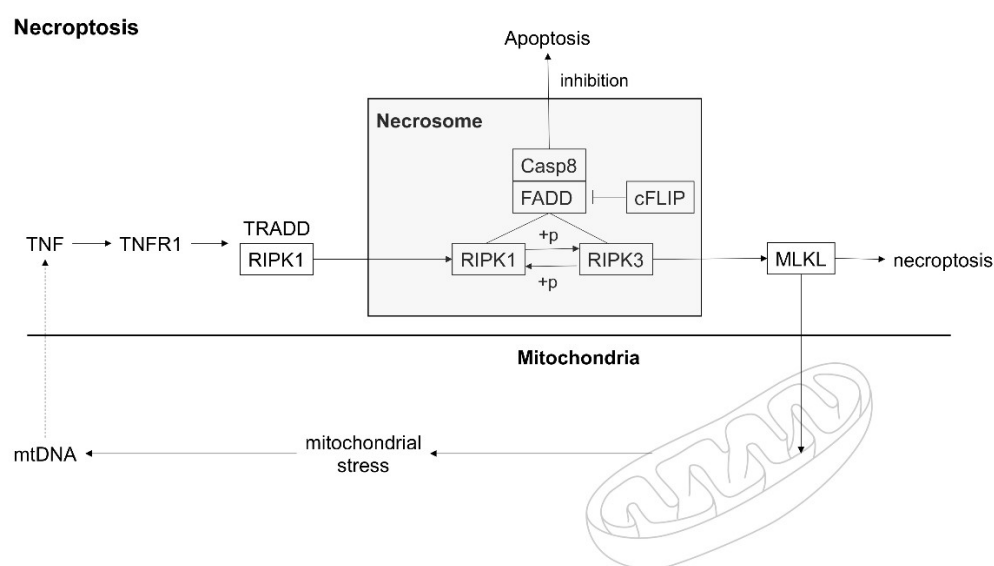 Necroptosis
Apoptosis
inhibition
Necrosome
Casp8
FADD
cFLIP
TRADD
+p
TNF
TNFR1
RIPK1
RIPK1
RIPK3
MLKL
necroptosis
+p
Mitochondria
mtDNA
mitochondrial
stress